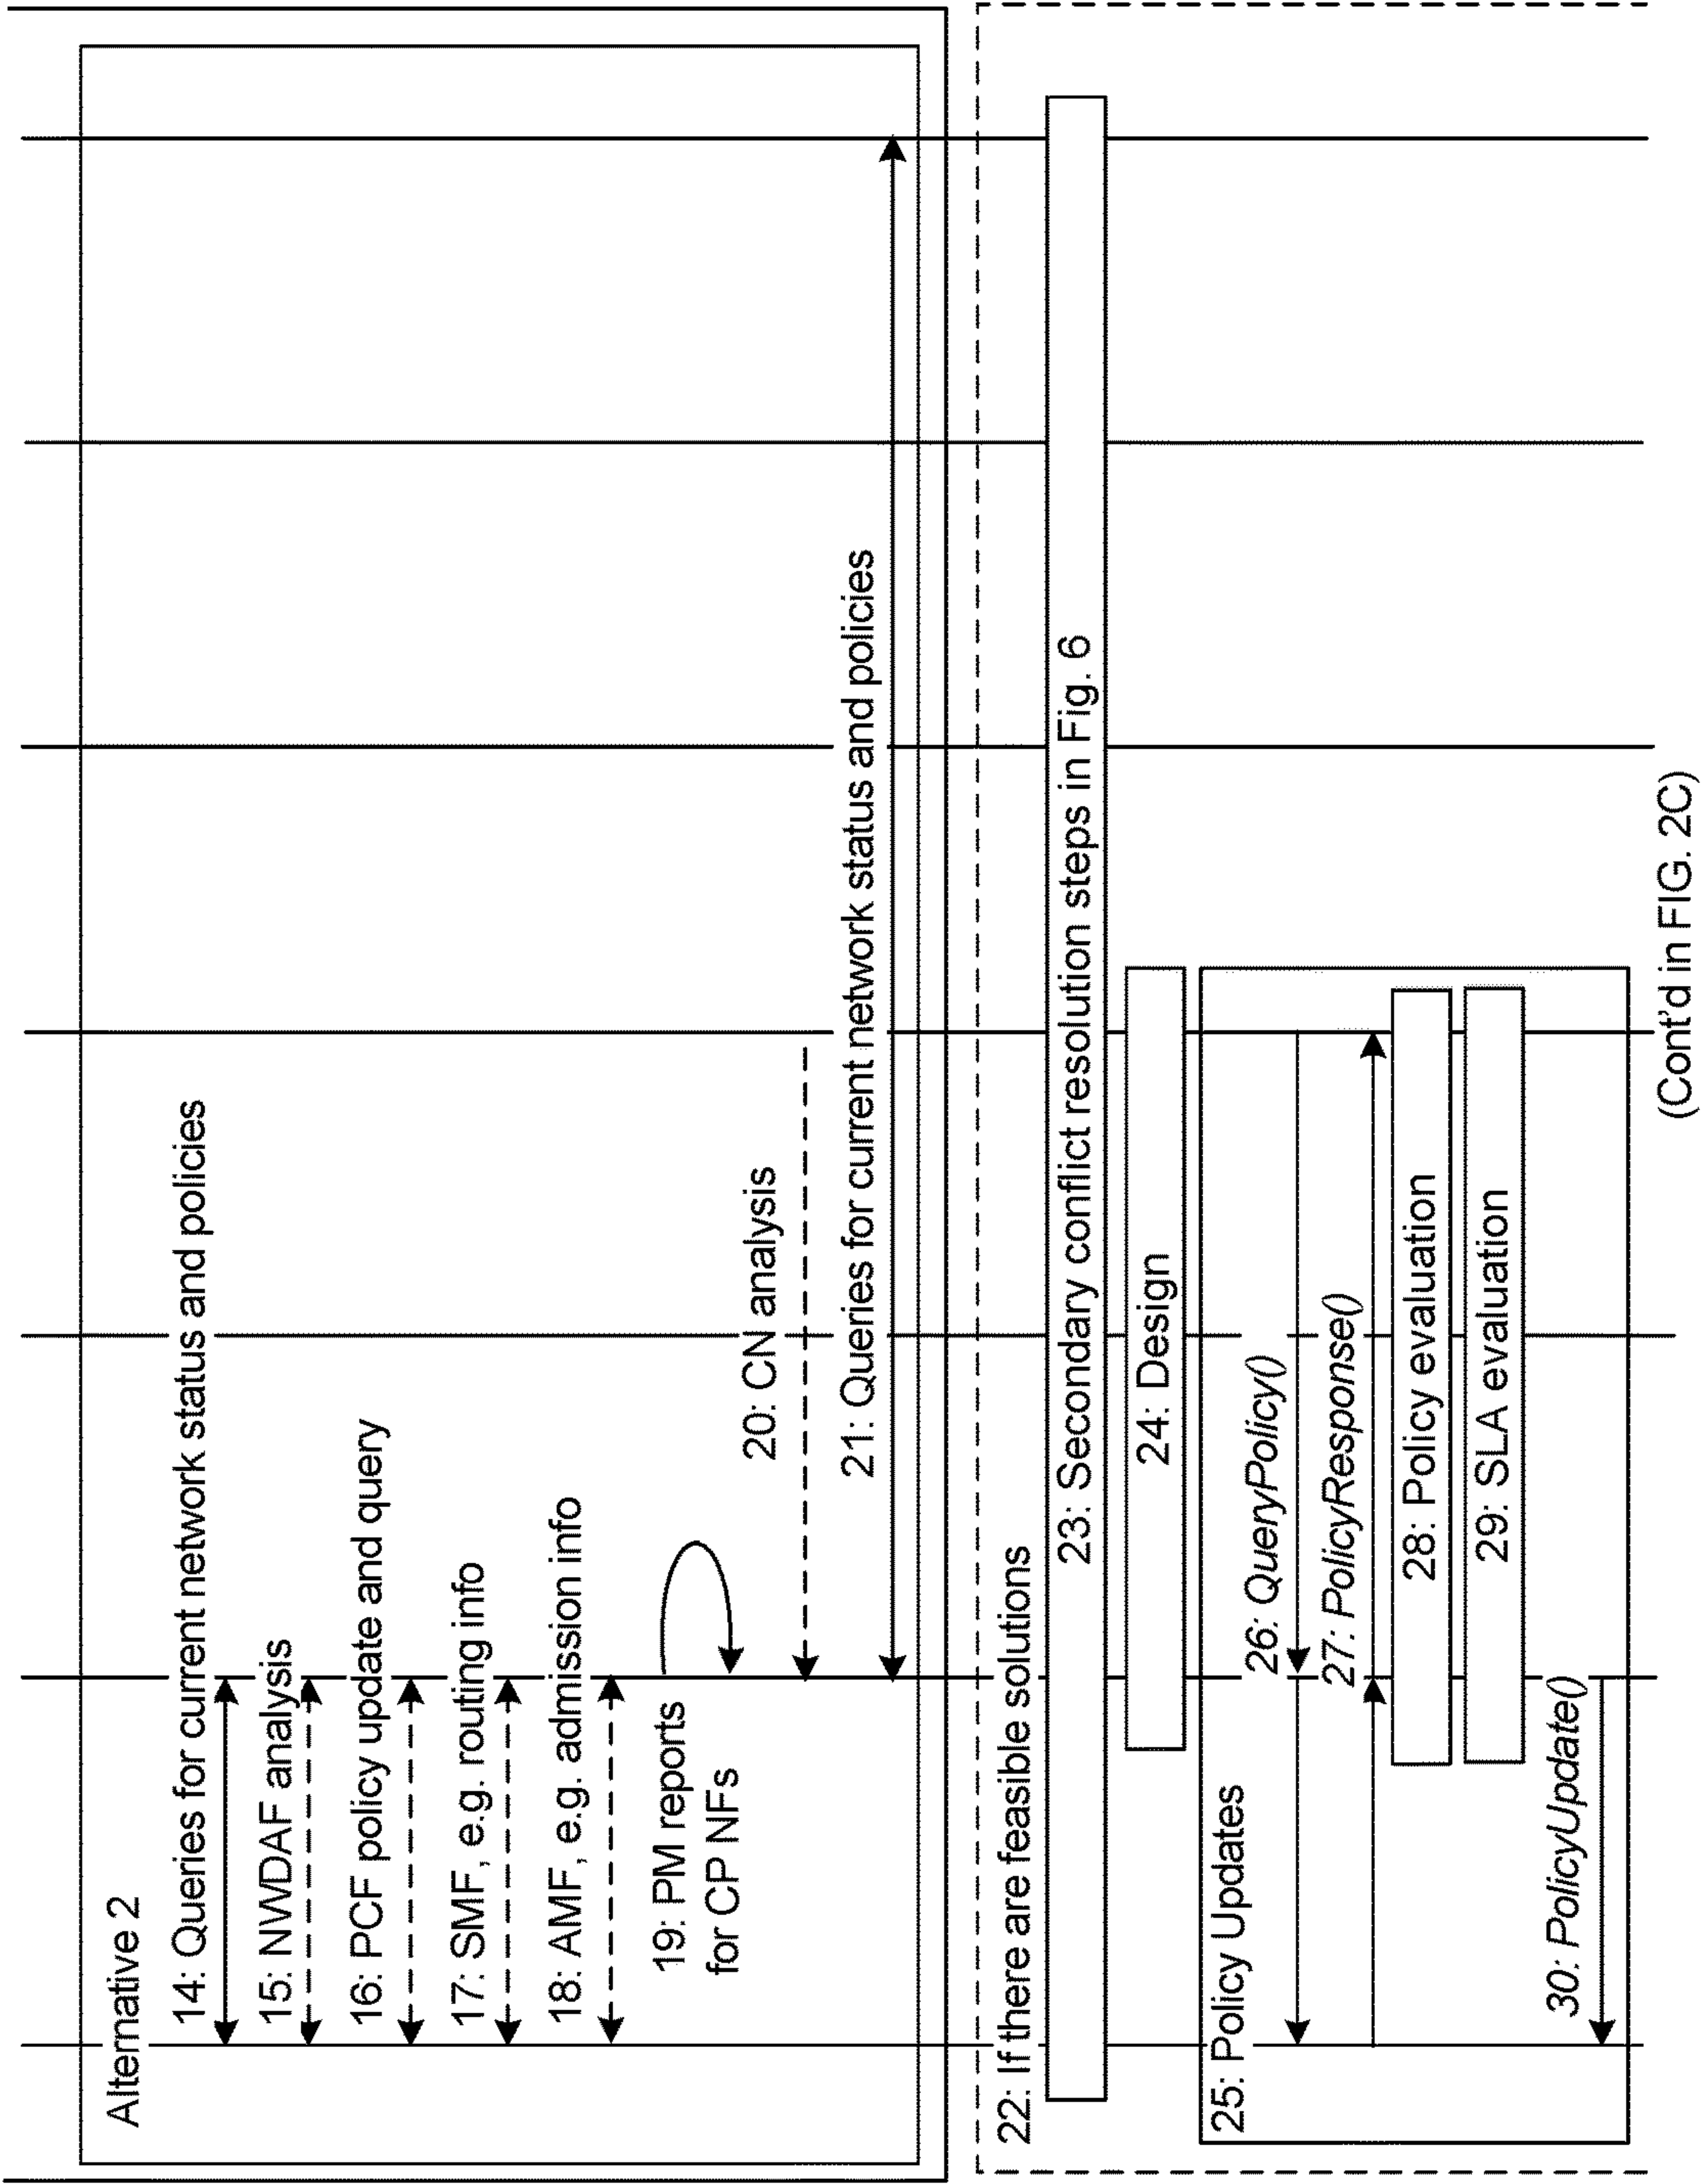 Alternative 2
14: Queries for current network status and policies
15: NWDAF analysis
16: PCF policy update and query
17: SMF, e.g. routing info
18: AMF, e.g. admission info
19: PM reports
for CP NFs
20: CN analysis
21: Queries for current network status and policies
22: If there are feasible solutions
23: Secondary conflict resolution steps in Fig. 6
24: Design
25: Policy Updates
26: QueryPolicy()
27: PolicyResponse()
28: Policy evaluation
29: SLA evaluation
30: PolicyUpdate()
(Cont'd in FIG. 2C)